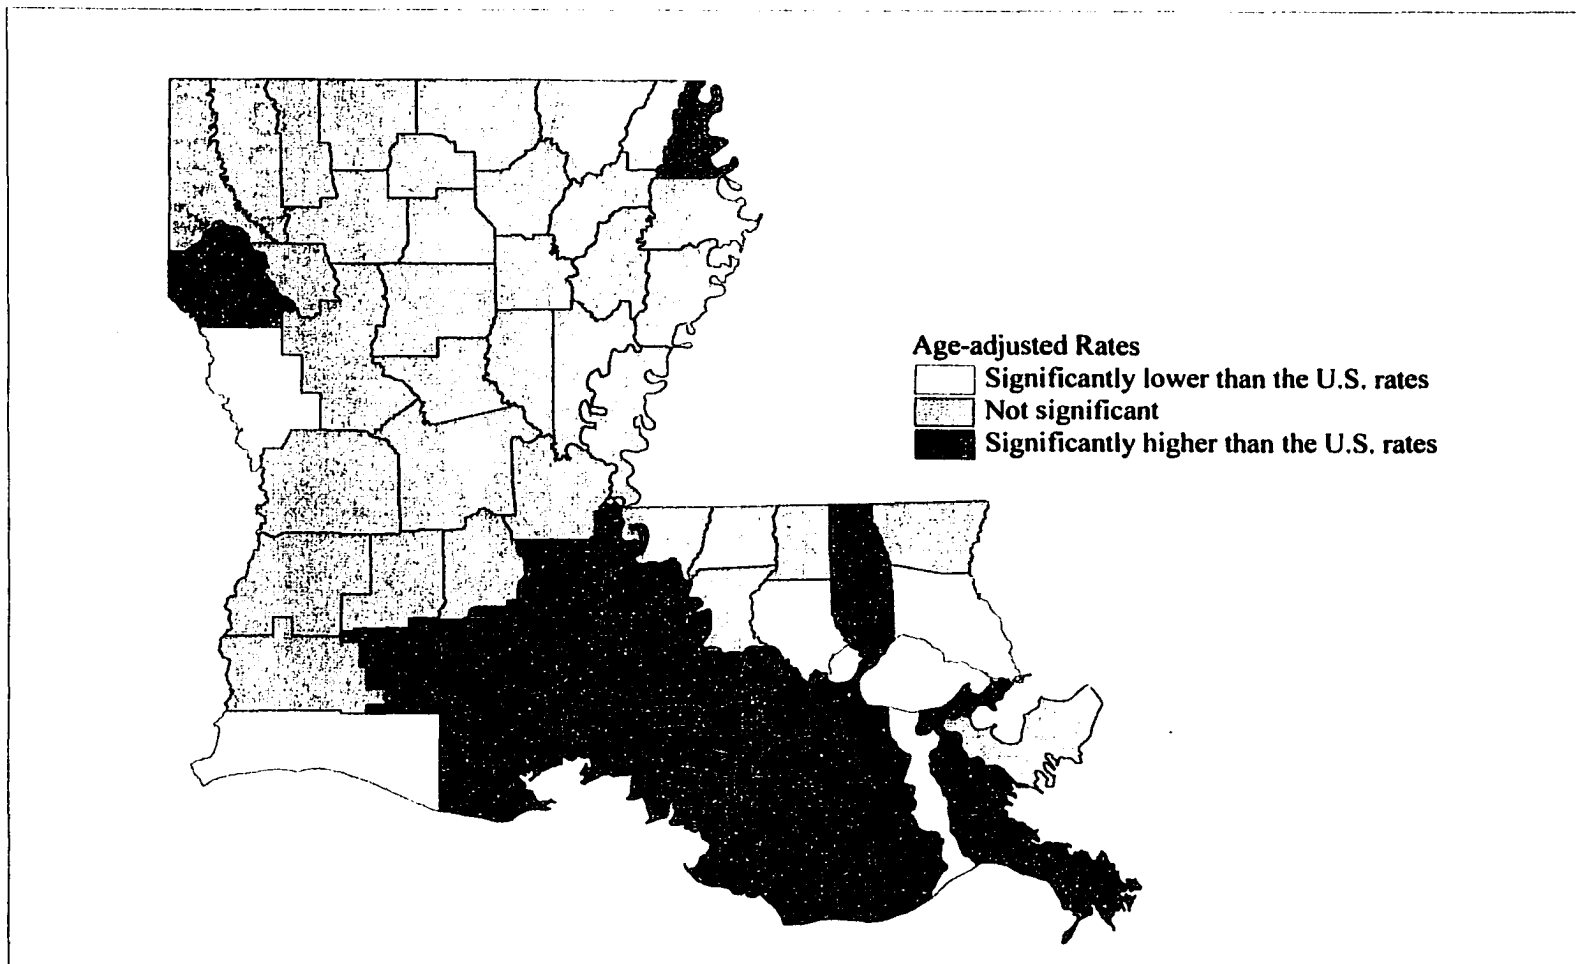 Age-adjusted Rates
Significantly lower than the U.S. rates
Not significant
Significantly higher than the U.S. rates